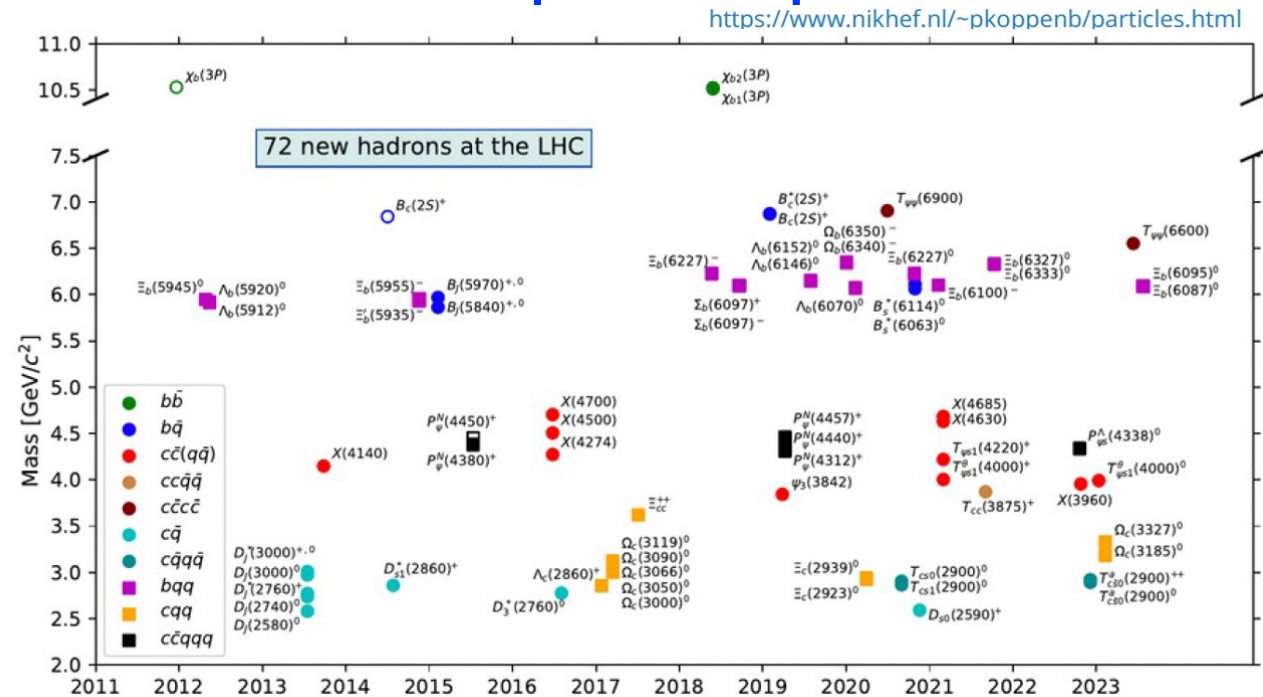 https://www.nikhef.nl/~pkoppenb/particles.html
11.0
10.5
7.5
7.0
6.5
6.0
5.5
5.0
4.5
4.0
3.5
3.0
2.5
2.0
Mass [GeV/c²]
72 new hadrons at the LHC
χb(3P)
χb2(3P)
χb1(3P)
Bc(2S)⁺
Bc*(2S)⁺
Bc(2S)⁺
Tψψ(6900)
Tψψ(6600)
Ξb(5945)⁰
Λb(5920)⁰
Λb(5912)⁰
Ξb(5955)⁻
Ξb′(5935)⁻
BJ(5970)⁺·⁰
BJ(5840)⁺·⁰
Ξb(6227)⁻
Σb(6097)⁺
Σb(6097)⁻
Λb(6152)⁰
Λb(6146)⁰
Ωb(6350)⁻
Ωb(6340)⁻
Λb(6070)⁰
Ξb(6227)⁰
Bs*(6114)⁰
Bs*(6063)⁰
Ξb(6100)⁻
Ξb(6327)⁰
Ξb(6333)⁰
Ξb(6095)⁰
Ξb(6087)⁰
X(4140)
PψN(4450)⁺
PψN(4380)⁺
X(4700)
X(4500)
X(4274)
PψN(4457)⁺
PψN(4440)⁺
PψN(4312)⁺
ψ3(3842)
X(4685)
X(4630)
Tψs1(4220)⁺
Tψs1θ(4000)⁺
Tcc(3875)⁺
PψsΛ(4338)⁰
Tψs1θ(4000)⁰
X(3960)
Ξcc⁺⁺
DJ*(3000)⁺·⁰
DJ(3000)⁰
DJ*(2760)⁺
DJ(2740)⁰
DJ(2580)⁰
Ds1*(2860)⁺
D3*(2760)⁰
Λc(2860)⁺
Ωc(3119)⁰
Ωc(3090)⁰
Ωc(3066)⁰
Ωc(3050)⁰
Ωc(3000)⁰
Ξc(2939)⁰
Ξc(2923)⁰
Tcs0(2900)⁰
Tcs1(2900)⁰
Ds0(2590)⁺
Ωc(3327)⁰
Ωc(3185)⁰
Tcs0a(2900)⁺⁺
Tcs0a(2900)⁰
bb̄
bq̄
cc̄(qq̄)
ccq̄q̄
cc̄cc̄
cq̄
cq̄qq̄
bqq
cqq
cc̄qqq
2011 2012 2013 2014 2015 2016 2017 2018 2019 2020 2021 2022 2023